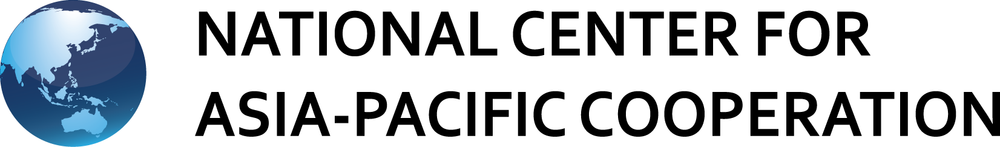 NATIONAL CENTER FOR
ASIA-PACIFIC COOPERATION